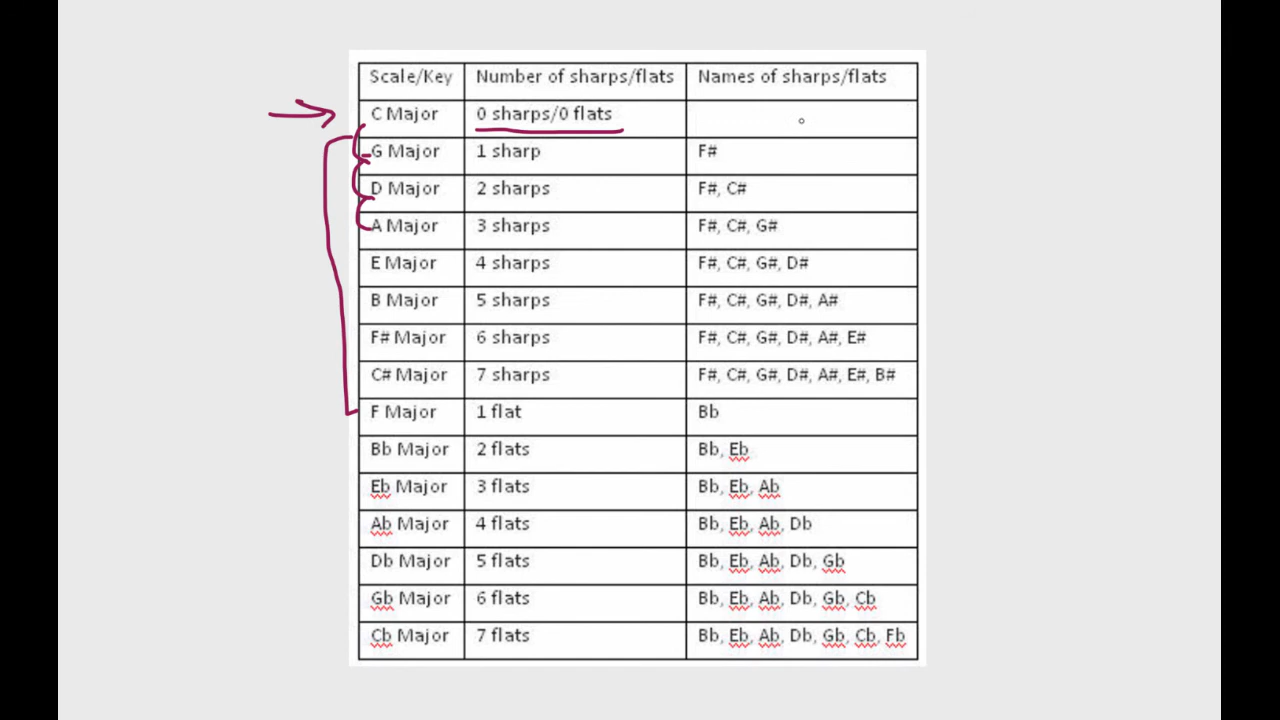 Scale/Key Number of sharps/flats Names of sharps/flats
C Major 0 sharps/0 flats
G Major 1 sharp F#
D Major 2 sharps F#, C#
A Major 3 sharps F#, C#, G#
E Major 4 sharps F#, C#, G#, D#
B Major 5 sharps F#, C#, G#, D#, A#
F# Major 6 sharps F#, C#, G#, D#, A#, E#
C# Major 7 sharps F#, C#, G#, D#, A#, E#, B#
F Major 1 flat Bb
Bb Major 2 flats Bb, Eb
Eb Major 3 flats Bb, Eb, Ab
Ab Major 4 flats Bb, Eb, Ab, Db
Db Major 5 flats Bb, Eb, Ab, Db, Gb
Gb Major 6 flats Bb, Eb, Ab, Db, Gb, Cb
Cb Major 7 flats Bb, Eb, Ab, Db, Gb, Cb, Fb